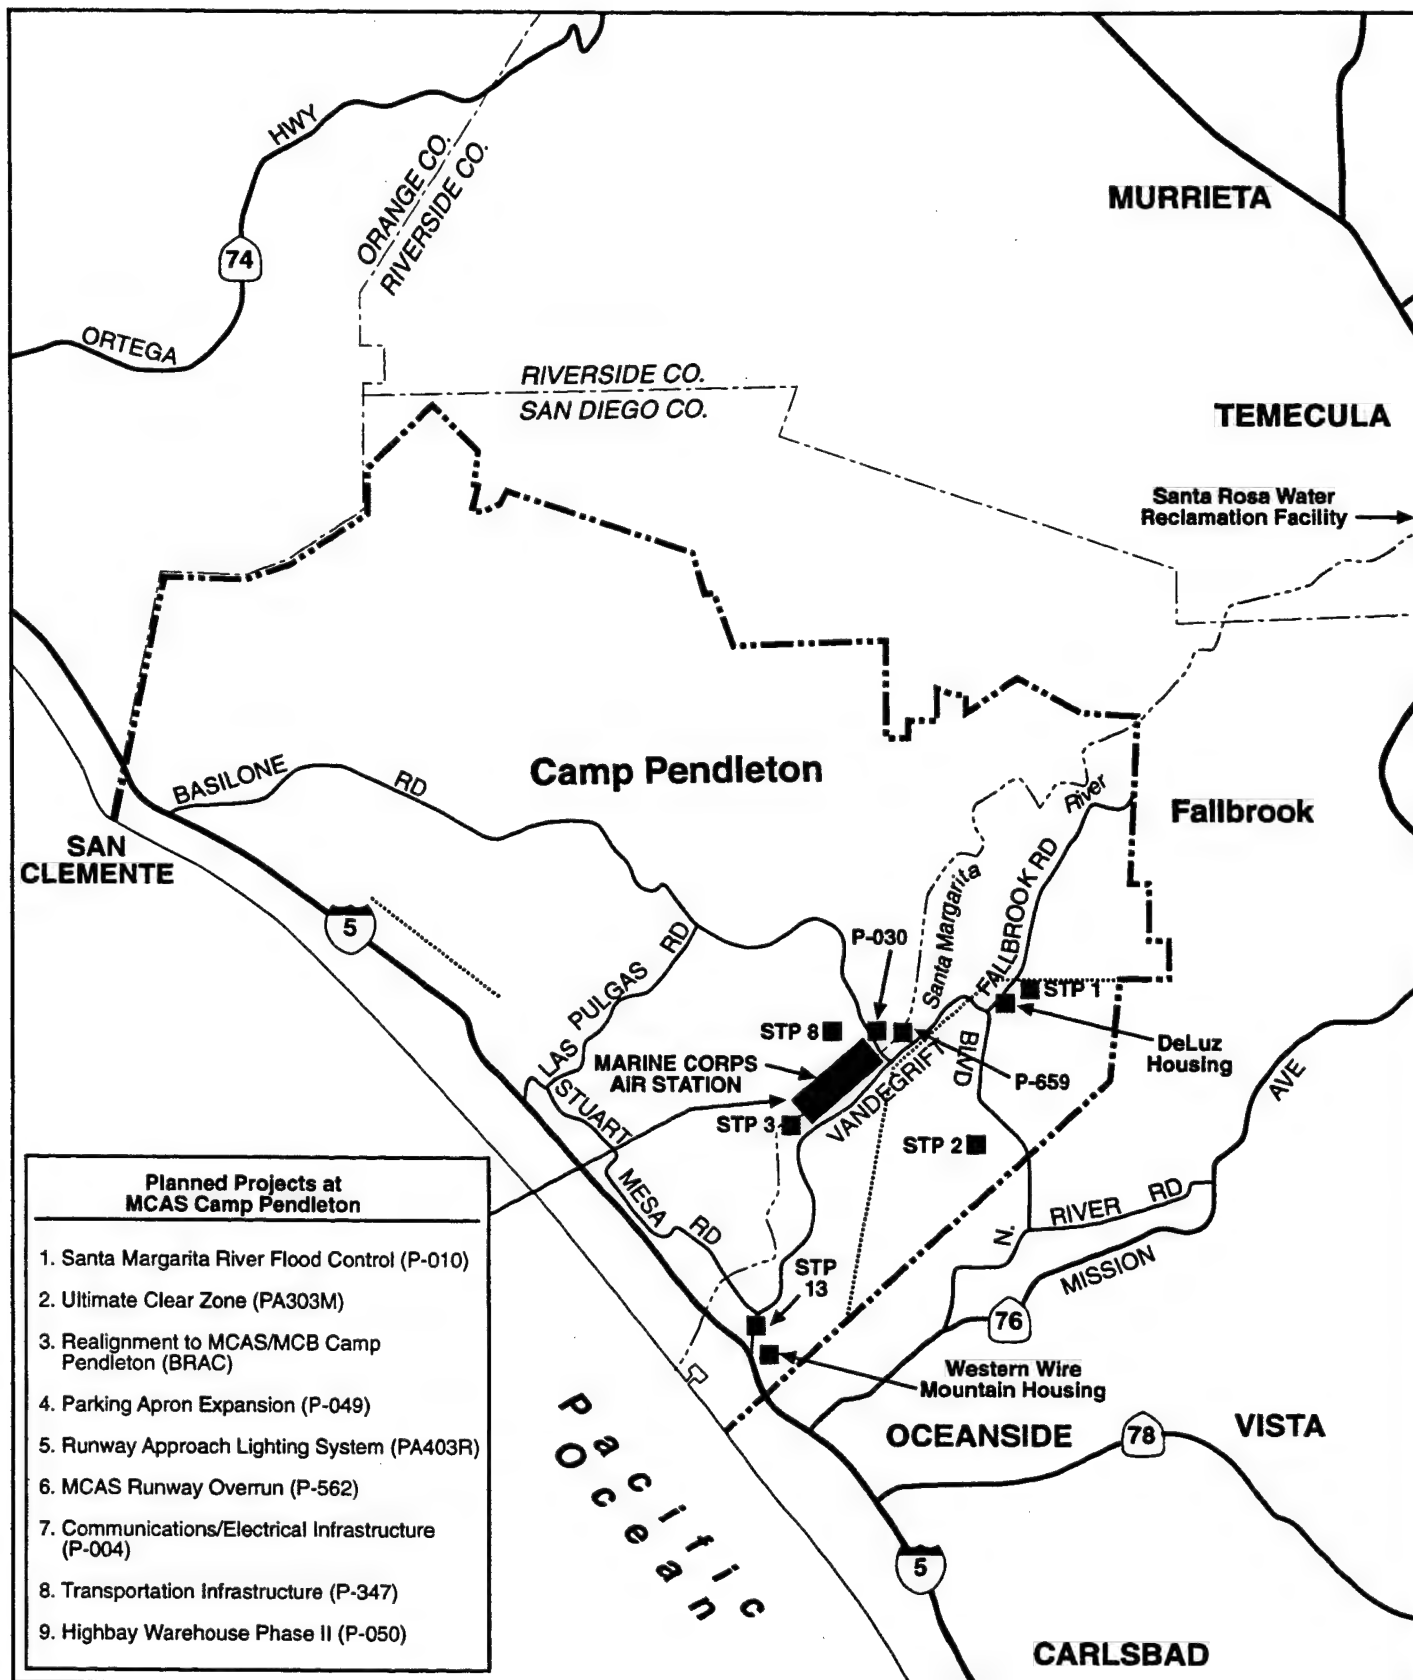 HWY
ORANGE CO.
RIVERSIDE CO.
MURRIETA
74
ORTEGA
RIVERSIDE CO.
SAN DIEGO CO.
TEMECULA
Santa Rosa Water
Reclamation Facility
Camp Pendleton
BASILONE
RD
River
Fallbrook
SAN
CLEMENTE
5
FALLBROOK RD
Santa Margarita
P-030
LAS PULGAS RD
STP 1
STP 8
DeLuz
Housing
MARINE CORPS
AIR STATION
VANDEGRIFT
BLVD
P-659
AVE
STUART
MESA
RD
STP 3
STP 2
Planned Projects at
MCAS Camp Pendleton
1. Santa Margarita River Flood Control (P-010)
2. Ultimate Clear Zone (PA303M)
3. Realignment to MCAS/MCB Camp
Pendleton (BRAC)
4. Parking Apron Expansion (P-049)
5. Runway Approach Lighting System (PA403R)
6. MCAS Runway Overrun (P-562)
7. Communications/Electrical Infrastructure
(P-004)
8. Transportation Infrastructure (P-347)
9. Highbay Warehouse Phase II (P-050)
N.
RIVER RD
MISSION
STP
13
76
Western Wire
Mountain Housing
OCEANSIDE
78
VISTA
Pacific
Ocean
5
CARLSBAD